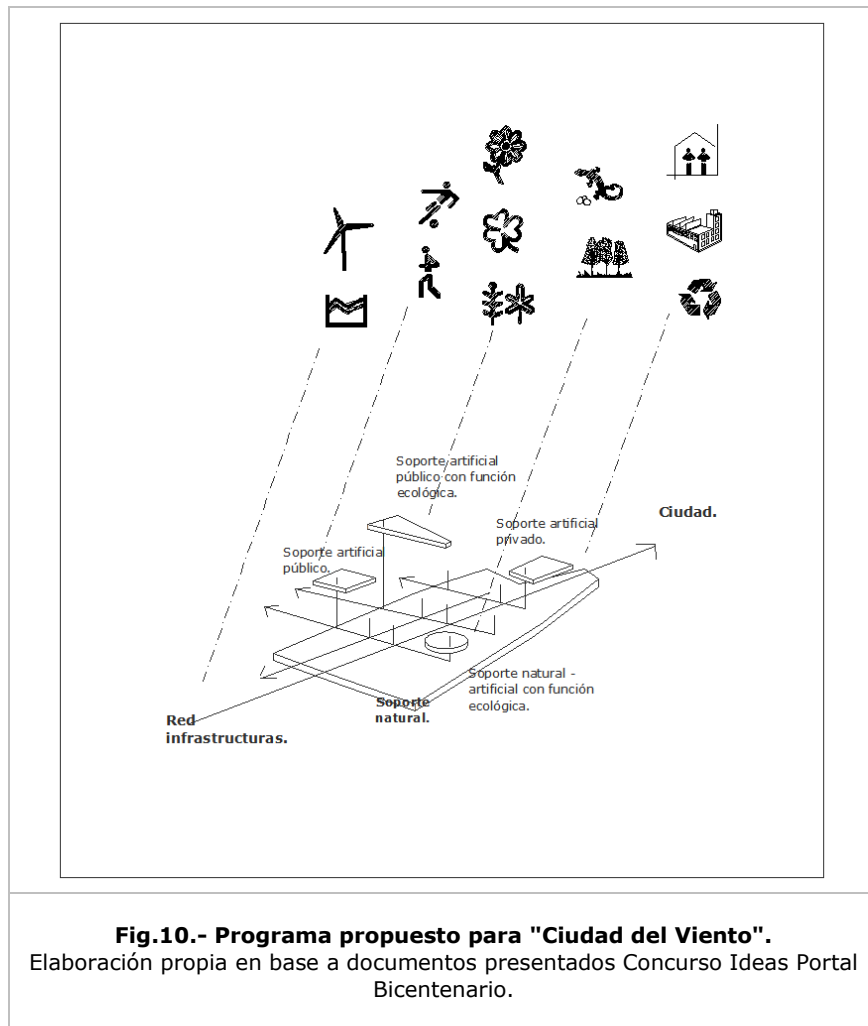 Soporte artificial
público con función
ecológica.
Ciudad.
Soporte artificial
privado.
Soporte artificial
público.
Soporte natural -
artificial con función
ecológica.
Soporte
natural.
Red
infrastructuras.
Fig.10.- Programa propuesto para "Ciudad del Viento".
Elaboración propia en base a documentos presentados Concurso Ideas Portal
Bicentenario.